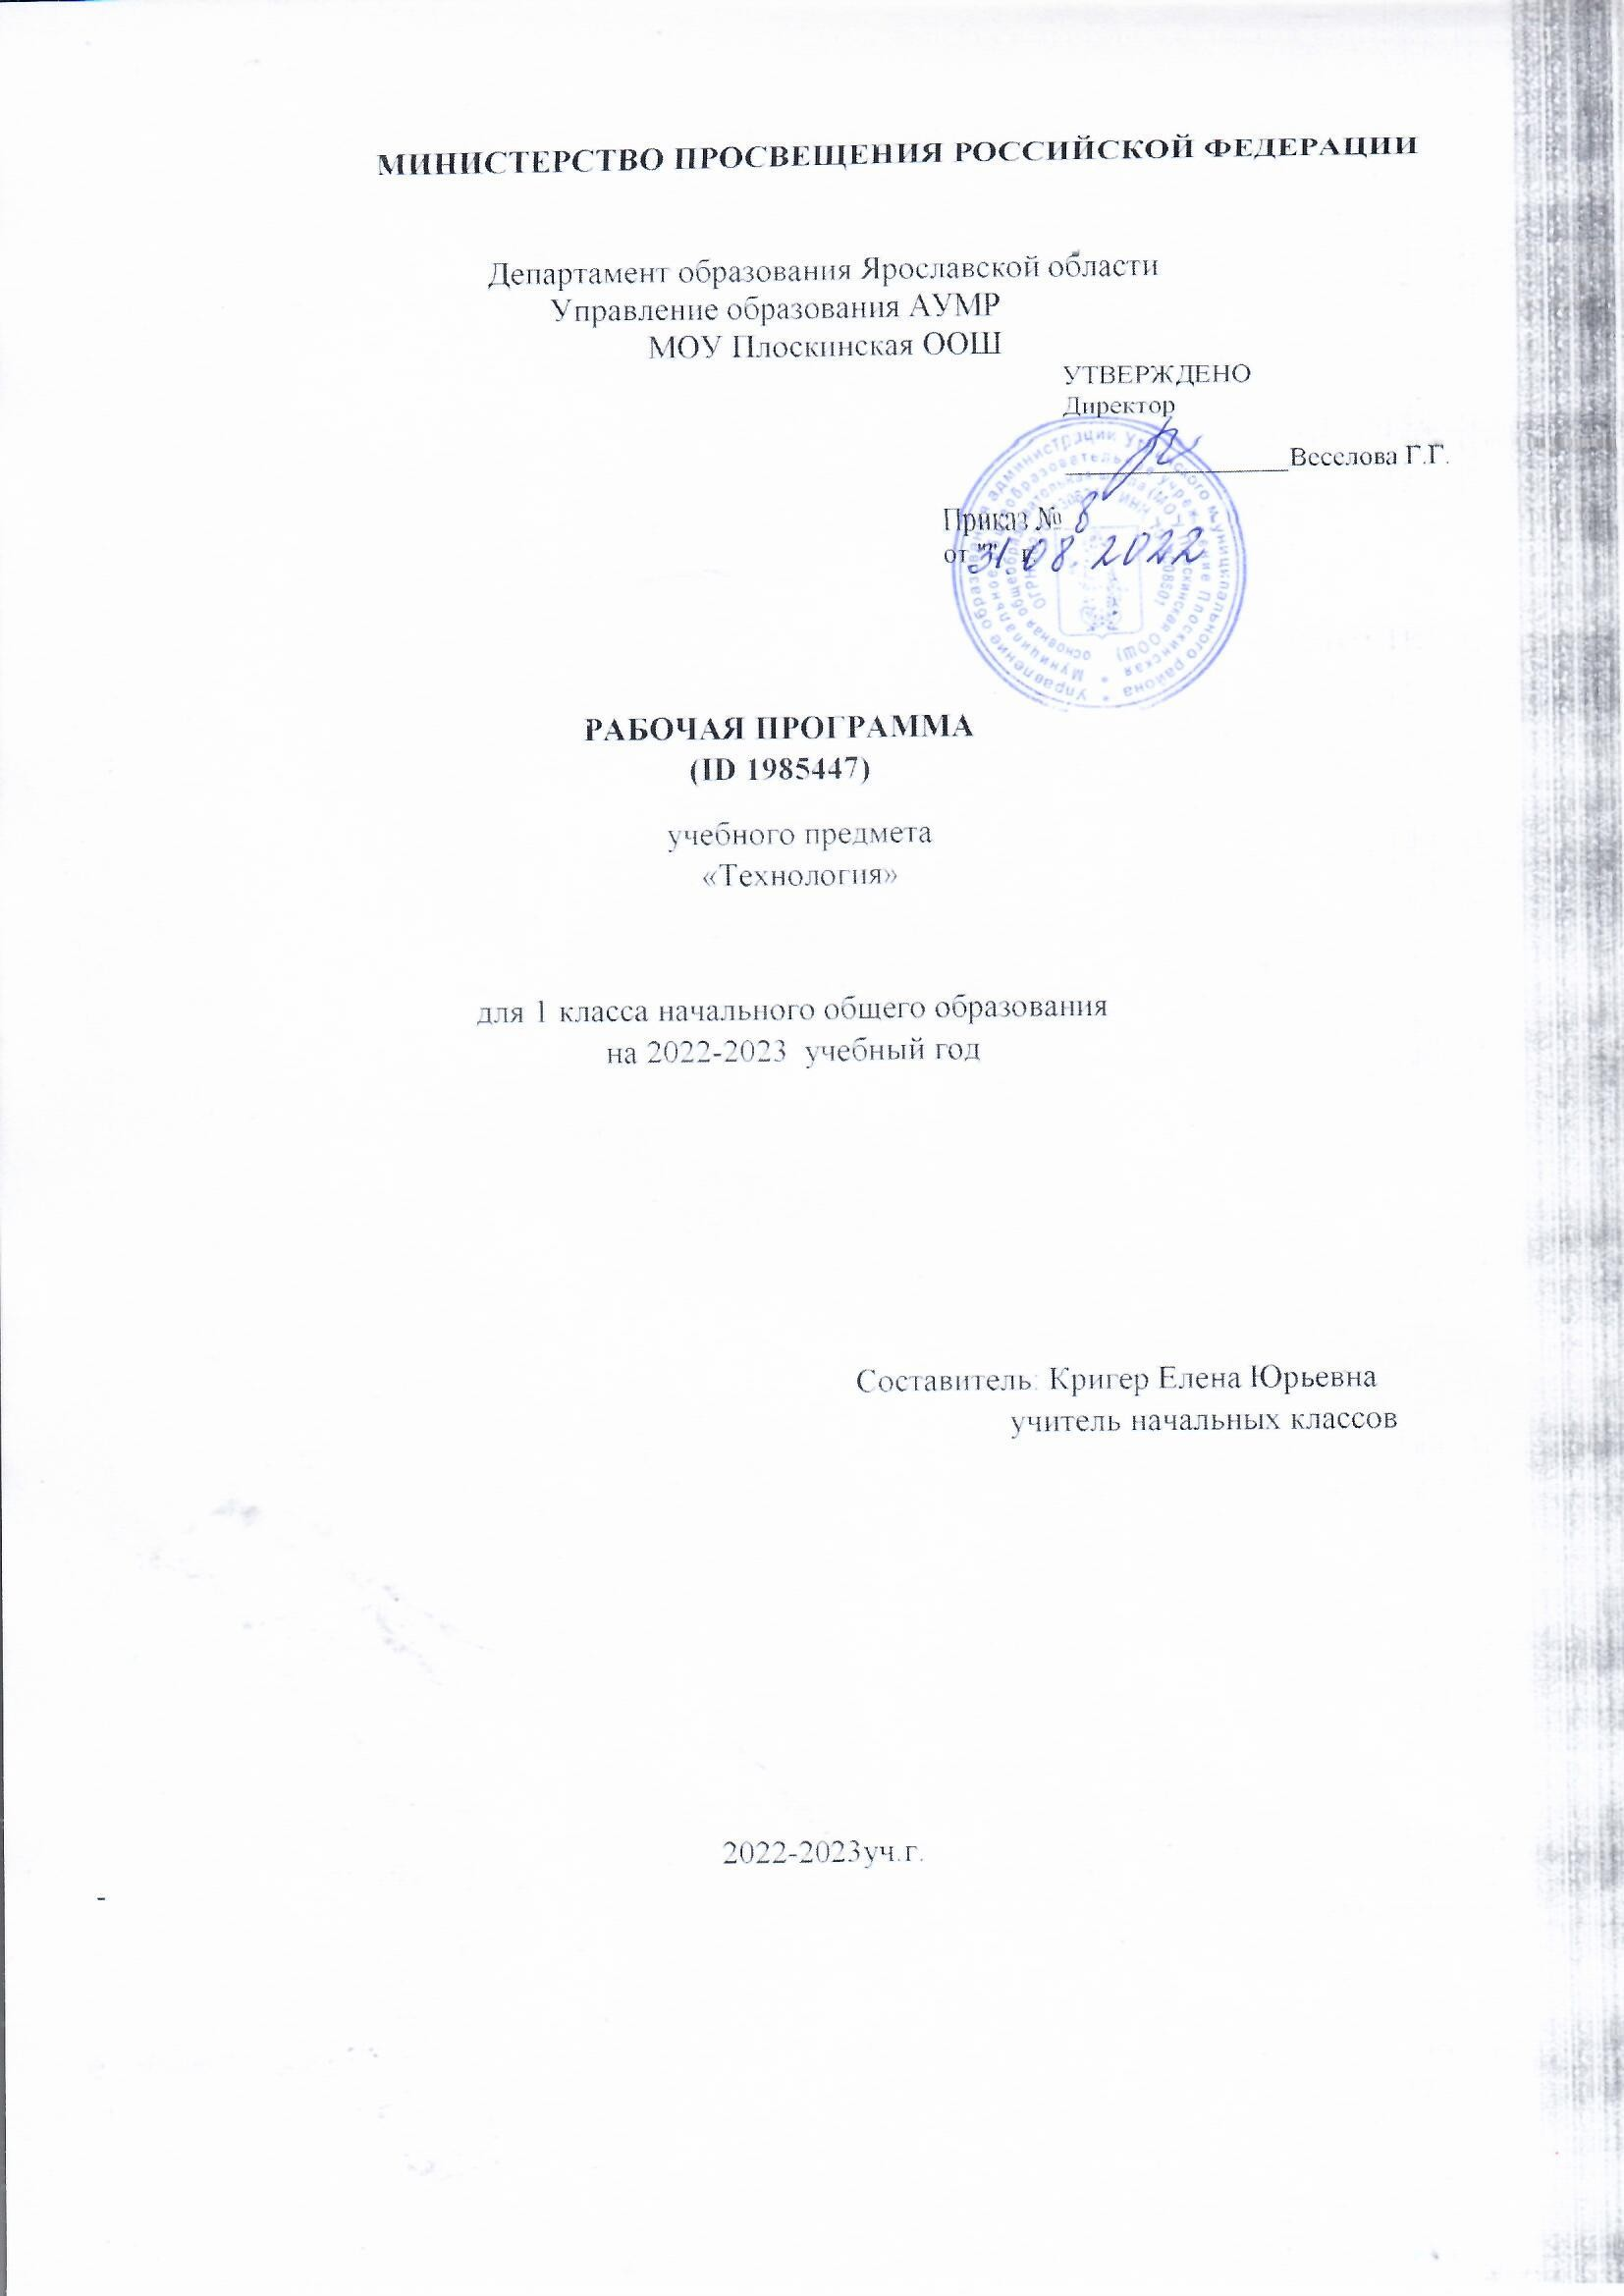 МИНИСТЕРСТВО ПРОСВЕЩЕНИЯ РОССИЙСКОЙ ФЕДЕРАЦИИ
Департамент образования Ярославской области
Управление образования АУМР
МОУ Плоскинская ООШ
УТВЕРЖДЕНО
Директор
Веселова Г.Г.
Приказ № 8
от 31.08.2022
РАБОЧАЯ ПРОГРАММА
(ID 1985447)
учебного предмета
«Технология»
для 1 класса начального общего образования
на 2022-2023 учебный год
Составитель: Кригер Елена Юрьевна
учитель начальных классов
2022-2023уч.г.
-